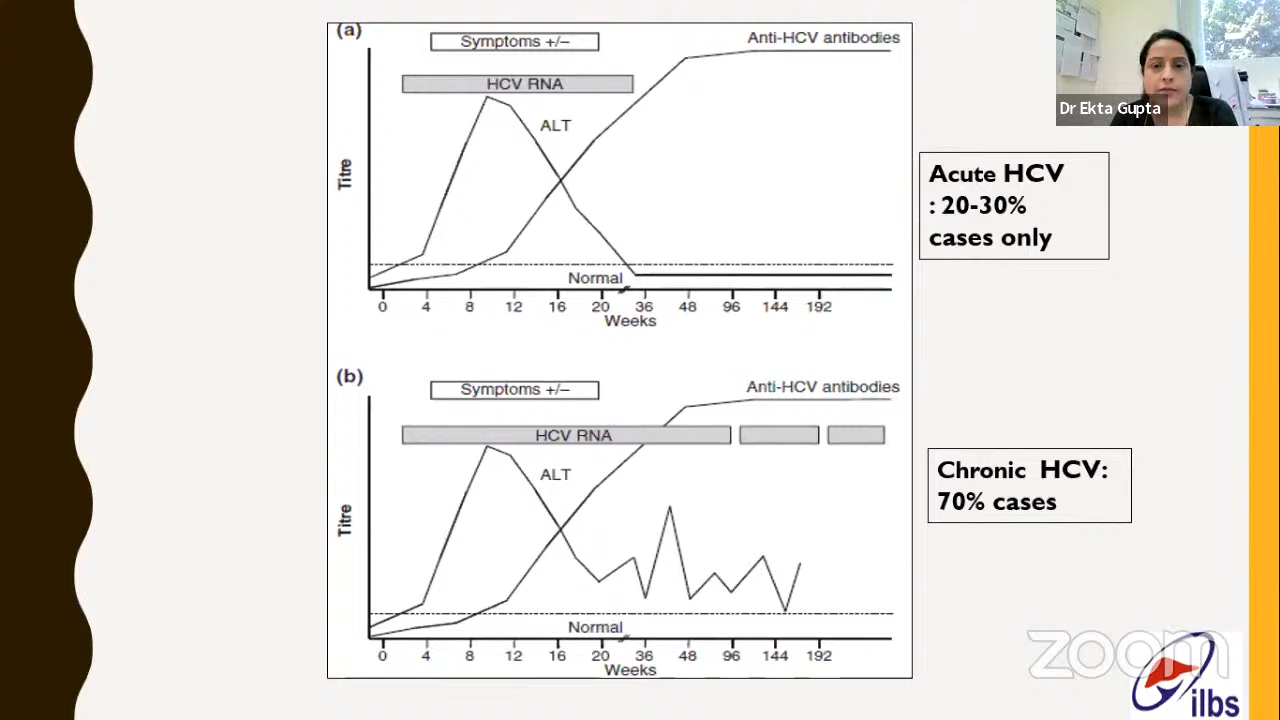 (a)
Symptoms +/–
Anti-HCV antibodies
HCV RNA
ALT
Titre
Normal
0 4 8 12 16 20 36 48 96 144 192
Weeks
(b)
Symptoms +/–
Anti-HCV antibodies
HCV RNA
ALT
Titre
Normal
0 4 8 12 16 20 36 48 96 144 192
Weeks
Dr Ekta Gupta
Acute HCV
: 20-30%
cases only
Chronic HCV:
70% cases
zoom
ilbs